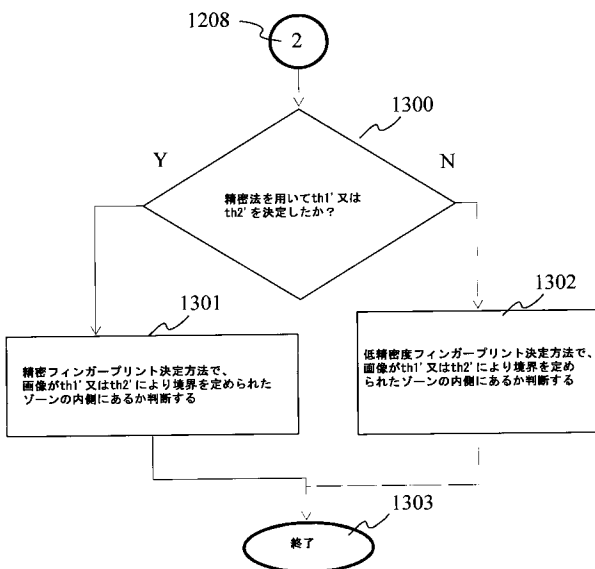 1208
2
1300
Y
N
精密法を用いてth1'又は
th2'を決定したか？
1301
精密フィンガープリント決定方法で、
画像がth1'又はth2'により境界を定められた
ゾーンの内側にあるか判断する
1302
低精密度フィンガープリント決定方法で、
画像がth1'又はth2'により境界を定め
られたゾーンの内側にあるか判断する
1303
終了